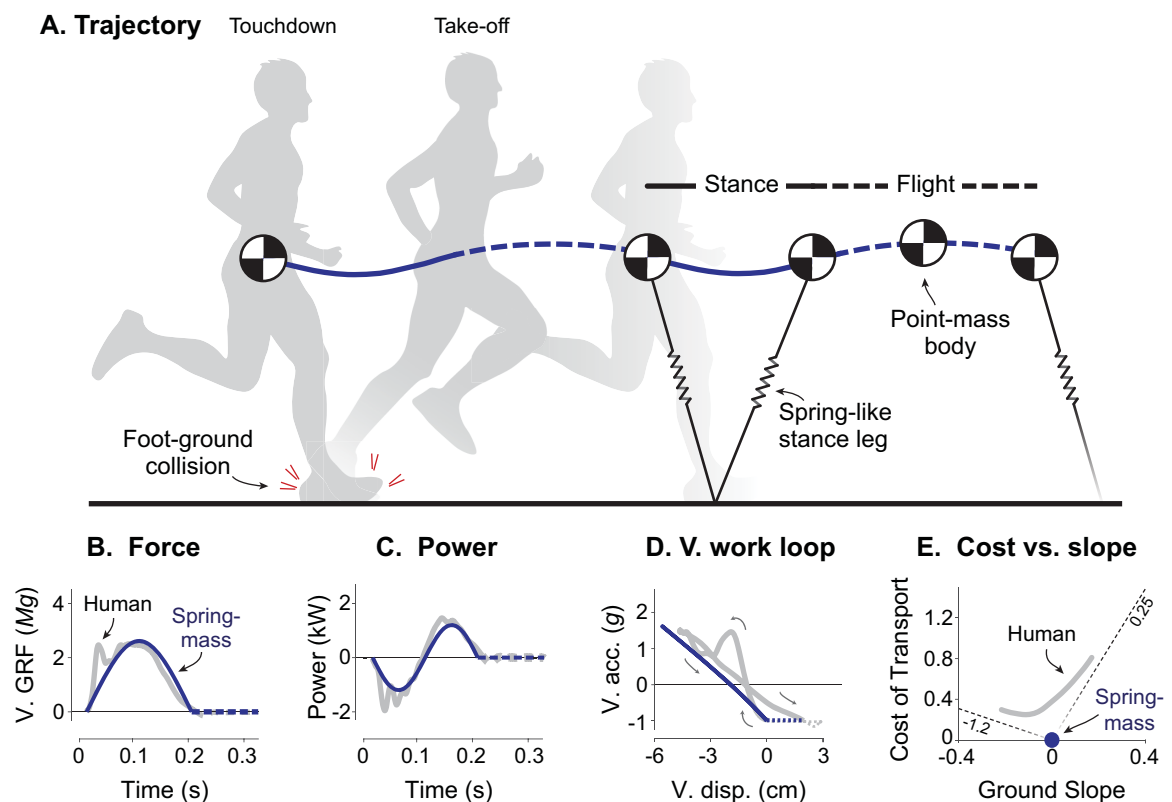 A. Trajectory
Touchdown
Take-off
Stance
Flight
Point-mass
body
Spring-like
stance leg
Foot-ground
collision
B. Force
V. GRF (Mg)
4
2
0
Human
Spring-
mass
0
0.1
0.2
0.3
Time (s)
C. Power
Power (kW)
2
0
-2
0
0.1
0.2
0.3
Time (s)
D. V. work loop
V. acc. (g)
2
1
0
-1
-6
-3
0
3
V. disp. (cm)
E. Cost vs. slope
Cost of Transport
1.2
0.8
0.4
0
Human
0.25
-1.2
Spring-
mass
-0.4
0
0.4
Ground Slope